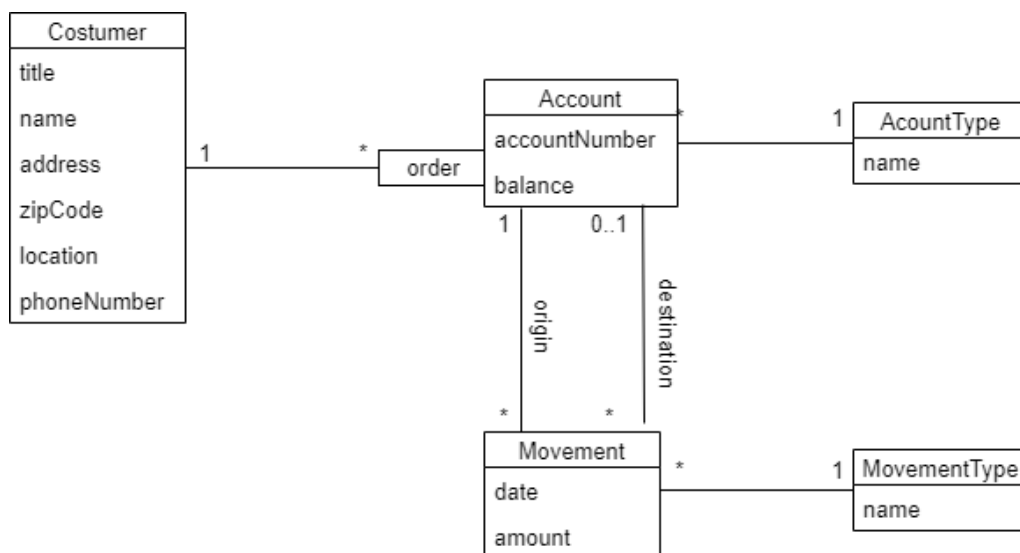 Costumer
title
name
address
zipCode
location
phoneNumber
1
*
order
Account
accountNumber
balance
*
1
AcountType
name
1
0..1
origin
destination
*
*
Movement
date
amount
*
1
MovementType
name